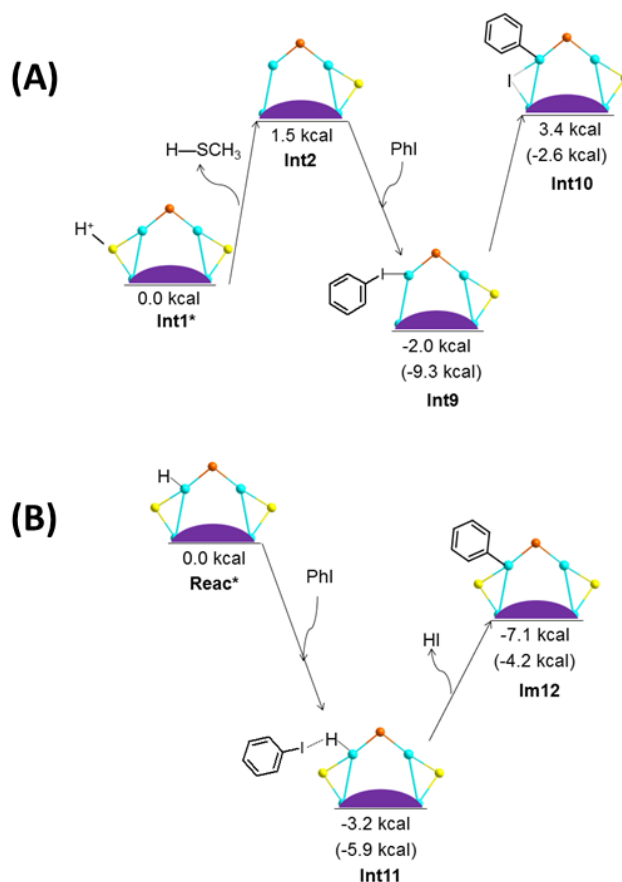 (A)
H—SCH₃
1.5 kcal
Int2
PhI
I
3.4 kcal
(-2.6 kcal)
Int10
H⁺
0.0 kcal
Int1*
I
-2.0 kcal
(-9.3 kcal)
Int9
(B)
H
0.0 kcal
Reac*
PhI
HI
-7.1 kcal
(-4.2 kcal)
Im12
I
H
-3.2 kcal
(-5.9 kcal)
Int11